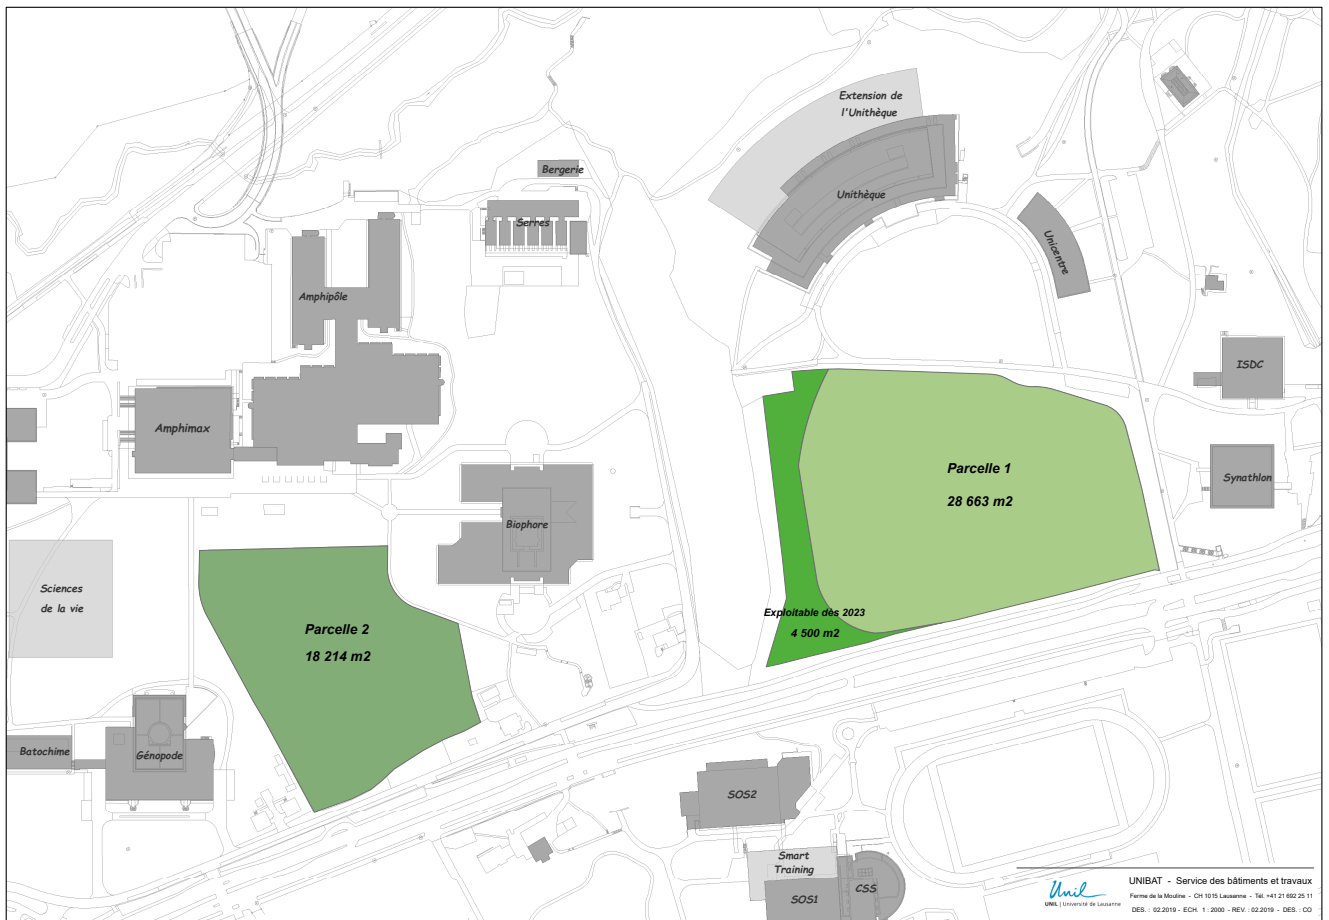 Extension de
l'Unithèque
Bergerie
Unithèque
Serres
Unicentre
Amphipôle
ISDC
Amphimax
Parcelle 1
28 663 m2
Synathlon
Biophore
Sciences
de la vie
Exploitable dès 2023
4 500 m2
Parcelle 2
18 214 m2
Batochime
Génopode
SOS2
Smart
Training
SOS1
CSS
Unil
UNIL | Université de Lausanne
UNIBAT - Service des bâtiments et travaux
Ferme de la Mouline - CH 1015 Lausanne - Tél. +41 21 692 25 11
DES. : 02.2019 - ECH. 1 : 2000 - REV. : 02.2019 - DES. : CO